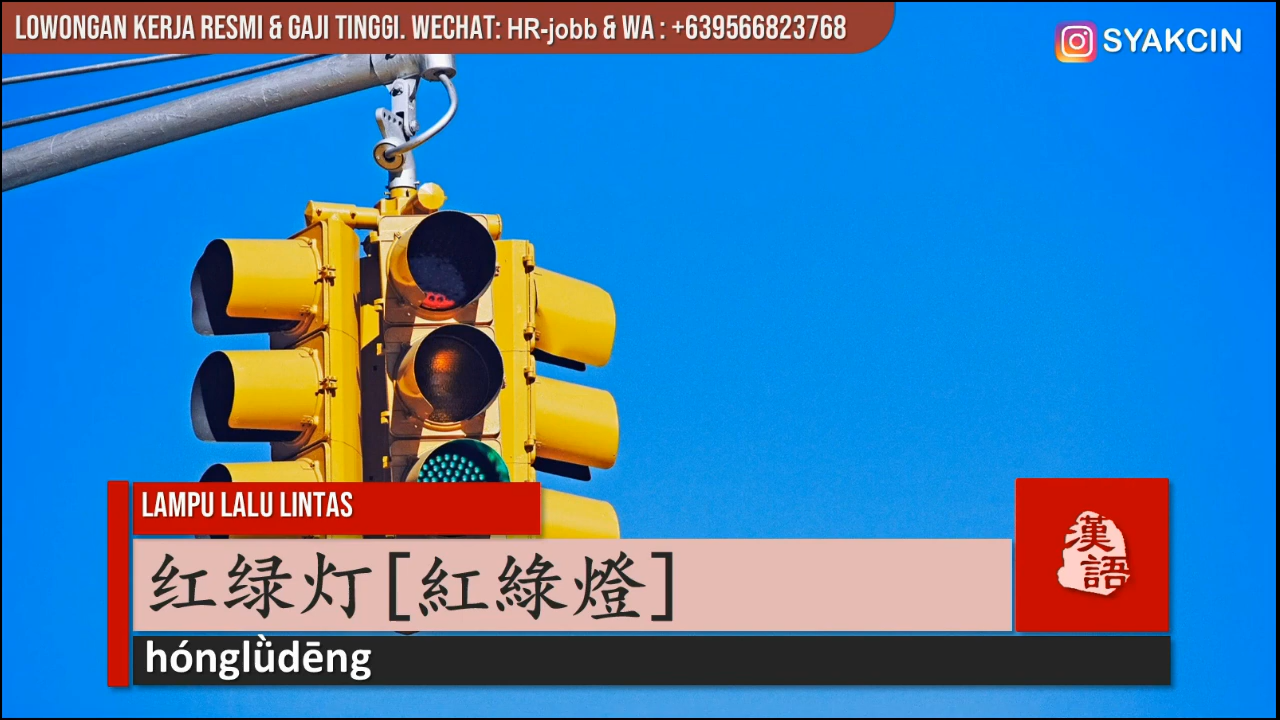 LOWONGAN KERJA RESMI & GAJI TINGGI. WECHAT: HR-jobb & WA : +639566823768
SYAKCIN
LAMPU LALU LINTAS
红绿灯[紅綠燈]
漢語
hónglǜdēng